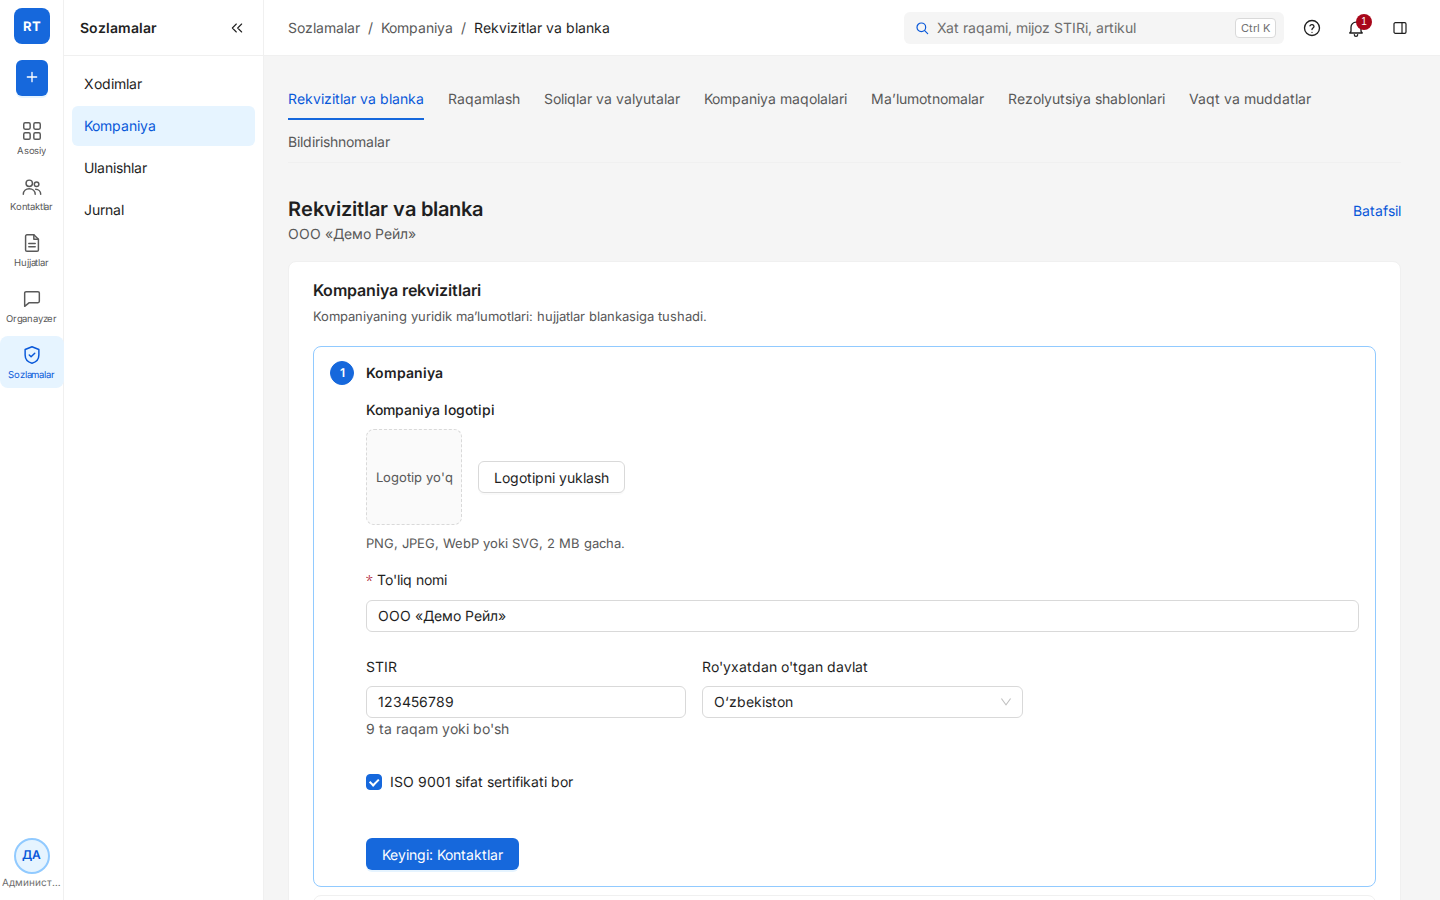 RT
Sozlamalar
Sozlamalar / Kompaniya / Rekvizitlar va blanka
Xat raqami, mijoz STIRi, artikul
Ctrl K
1
Asosiy
Kontaktlar
Hujjatlar
Organayzer
Sozlamalar
ДА
Админист...
Xodimlar
Kompaniya
Ulanishlar
Jurnal
Rekvizitlar va blanka
Raqamlash
Soliqlar va valyutalar
Kompaniya maqolalari
Ma’lumotnomalar
Rezolyutsiya shablonlari
Vaqt va muddatlar
Bildirishnomalar
Rekvizitlar va blanka
Batafsil
ООО «Демо Рейл»
Kompaniya rekvizitlari
Kompaniyaning yuridik ma’lumotlari: hujjatlar blankasiga tushadi.
1 Kompaniya
Kompaniya logotipi
Logotip yo'q
Logotipni yuklash
PNG, JPEG, WebP yoki SVG, 2 MB gacha.
* To'liq nomi
ООО «Демо Рейл»
STIR
Ro'yxatdan o'tgan davlat
123456789
O‘zbekiston
9 ta raqam yoki bo'sh
ISO 9001 sifat sertifikati bor
Keyingi: Kontaktlar